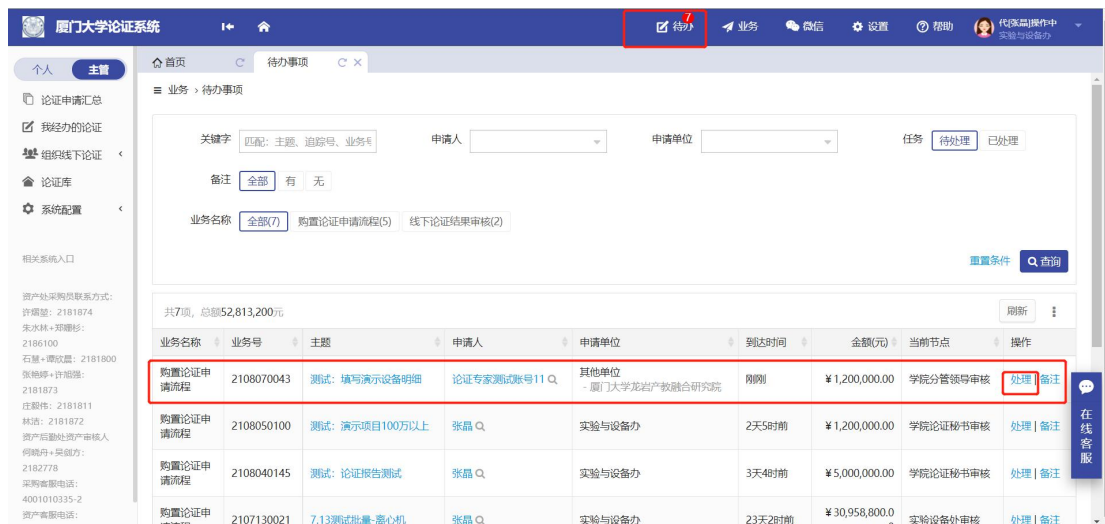 厦门大学论证系统
7
待办
业务
微信
设置
帮助
代[张晶]操作中
实验与设备办
个人
主管
首页
待办事项
论证申请汇总
我经办的论证
组织线下论证
论证库
系统配置
相关系统入口
资产处采购员联系方式:
许熠堃: 2181874
朱水林+郑珊杉:
2186100
石慧+谭欣晨: 2181800
张艳婷+许旭强:
2181873
庄毅伟: 2181811
林洁: 2181872
资产后勤处资产审核人
何晓舟+吴剑方:
2182778
采购客服电话:
4001010335-2
资产客服电话:
业务 > 待办事项
关键字 匹配: 主题、追踪号、业务号
申请人
申请单位
任务 待处理 已处理
备注 全部 有 无
业务名称 全部(7) 购置论证申请流程(5) 线下论证结果审核(2)
重置条件 查询
共7项, 总额52,813,200元 刷新
业务名称 业务号 主题 申请人 申请单位 到达时间 金额(元) 当前节点 操作
购置论证申请流程 2108070043 测试: 填写演示设备明细 论证专家测试账号11 其他单位 - 厦门大学龙岩产教融合研究院 刚刚 ¥1,200,000.00 学院分管领导审核 处理 | 备注
购置论证申请流程 2108050100 测试: 演示项目100万以上 张晶 实验与设备办 2天5时前 ¥1,200,000.00 学院论证秘书审核 处理 | 备注
购置论证申请流程 2108040145 测试: 论证报告测试 张晶 实验与设备办 3天4时前 ¥5,000,000.00 学院论证秘书审核 处理 | 备注
购置论证申 2107130021 7.13测试批量-离心机 张晶 实验与设备办 23天2时前 ¥30,958,800.0 实验设备处审核 处理 | 备注
在线客服